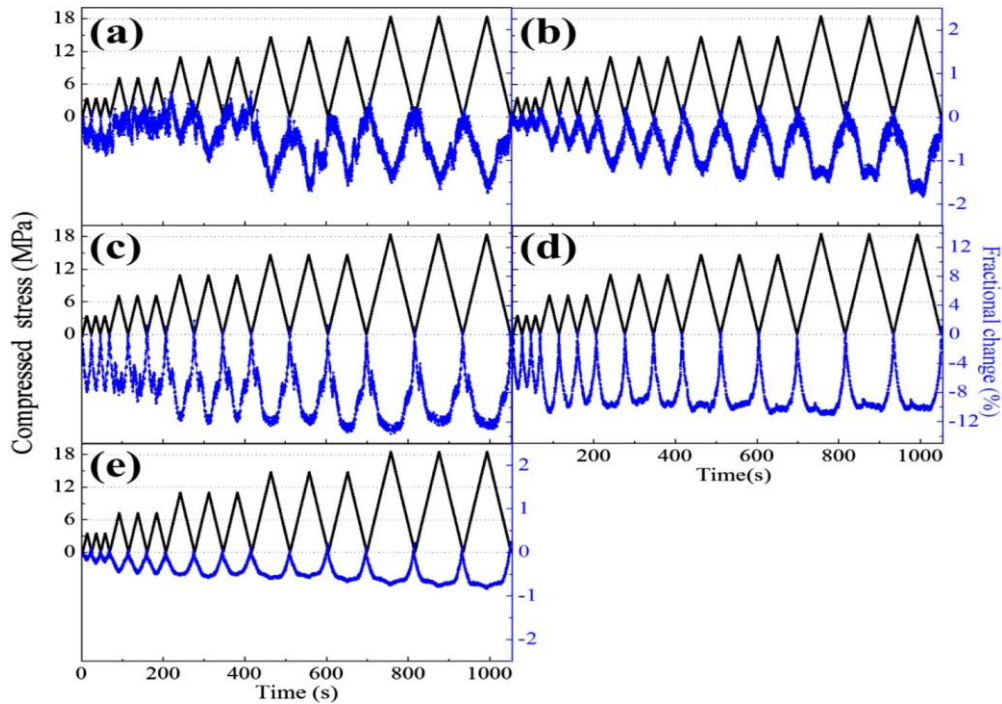 (a)
(b)
18
12
6
0
2
1
0
-1
-2
(c)
(d)
18
12
6
0
12
8
4
0
-4
-8
-12
Compressed stress (MPa)
Fractional change (%)
(e)
18
12
6
0
2
1
0
-1
-2
200 400 600 800 1000
Time(s)
0 200 400 600 800 1000
Time (s)